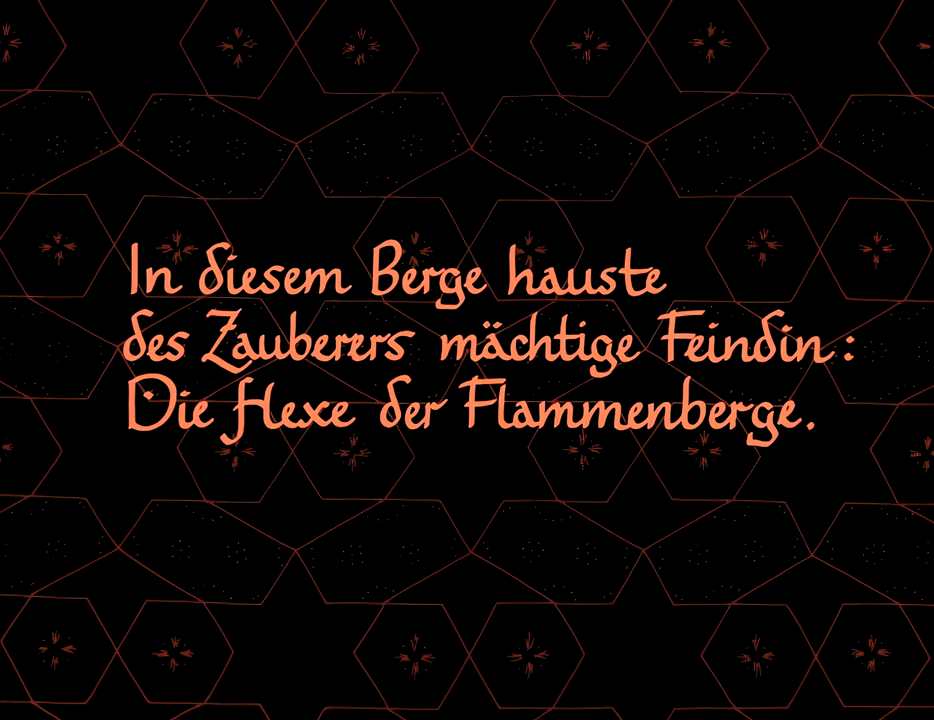 In diesem Berge hauste
des Zauberers mächtige Feindin:
Die Hexe der Flammenberge.